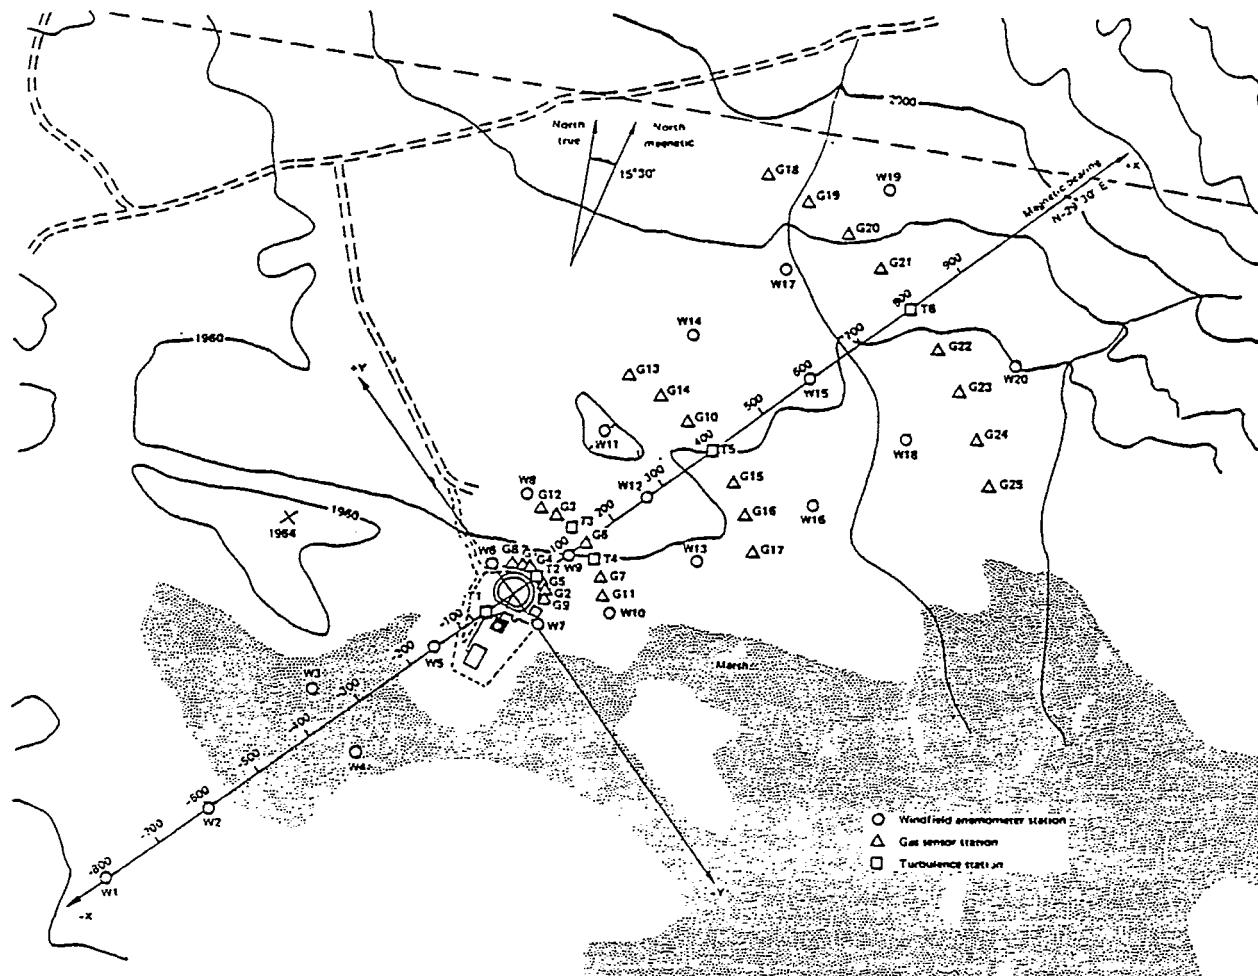 2000
North
true
North
magnetic
15°30'
G18
W19
G19
G20
Magnetic bearing
N-29° 30' E
+X
G21
W17
900
800
T6
700
W14
1960
G22
W20
G13
+Y
600
W15
G23
G14
500
G10
W11
400
T5
W18
G24
G15
300
W12
G25
W8
G12
G3
200
T3
G16
W16
1960
1964
G6
100
W9
T4
W13
G17
W6
G8
G4
T2
G5
G7
G2
G11
G9
W10
T1
-100
W7
W5
-200
Marsh
W3
-300
-400
W4
-500
-600
W2
-700
-800
W1
-X
-Y
Windfield anemometer station
Gas sensor station
Turbulence station